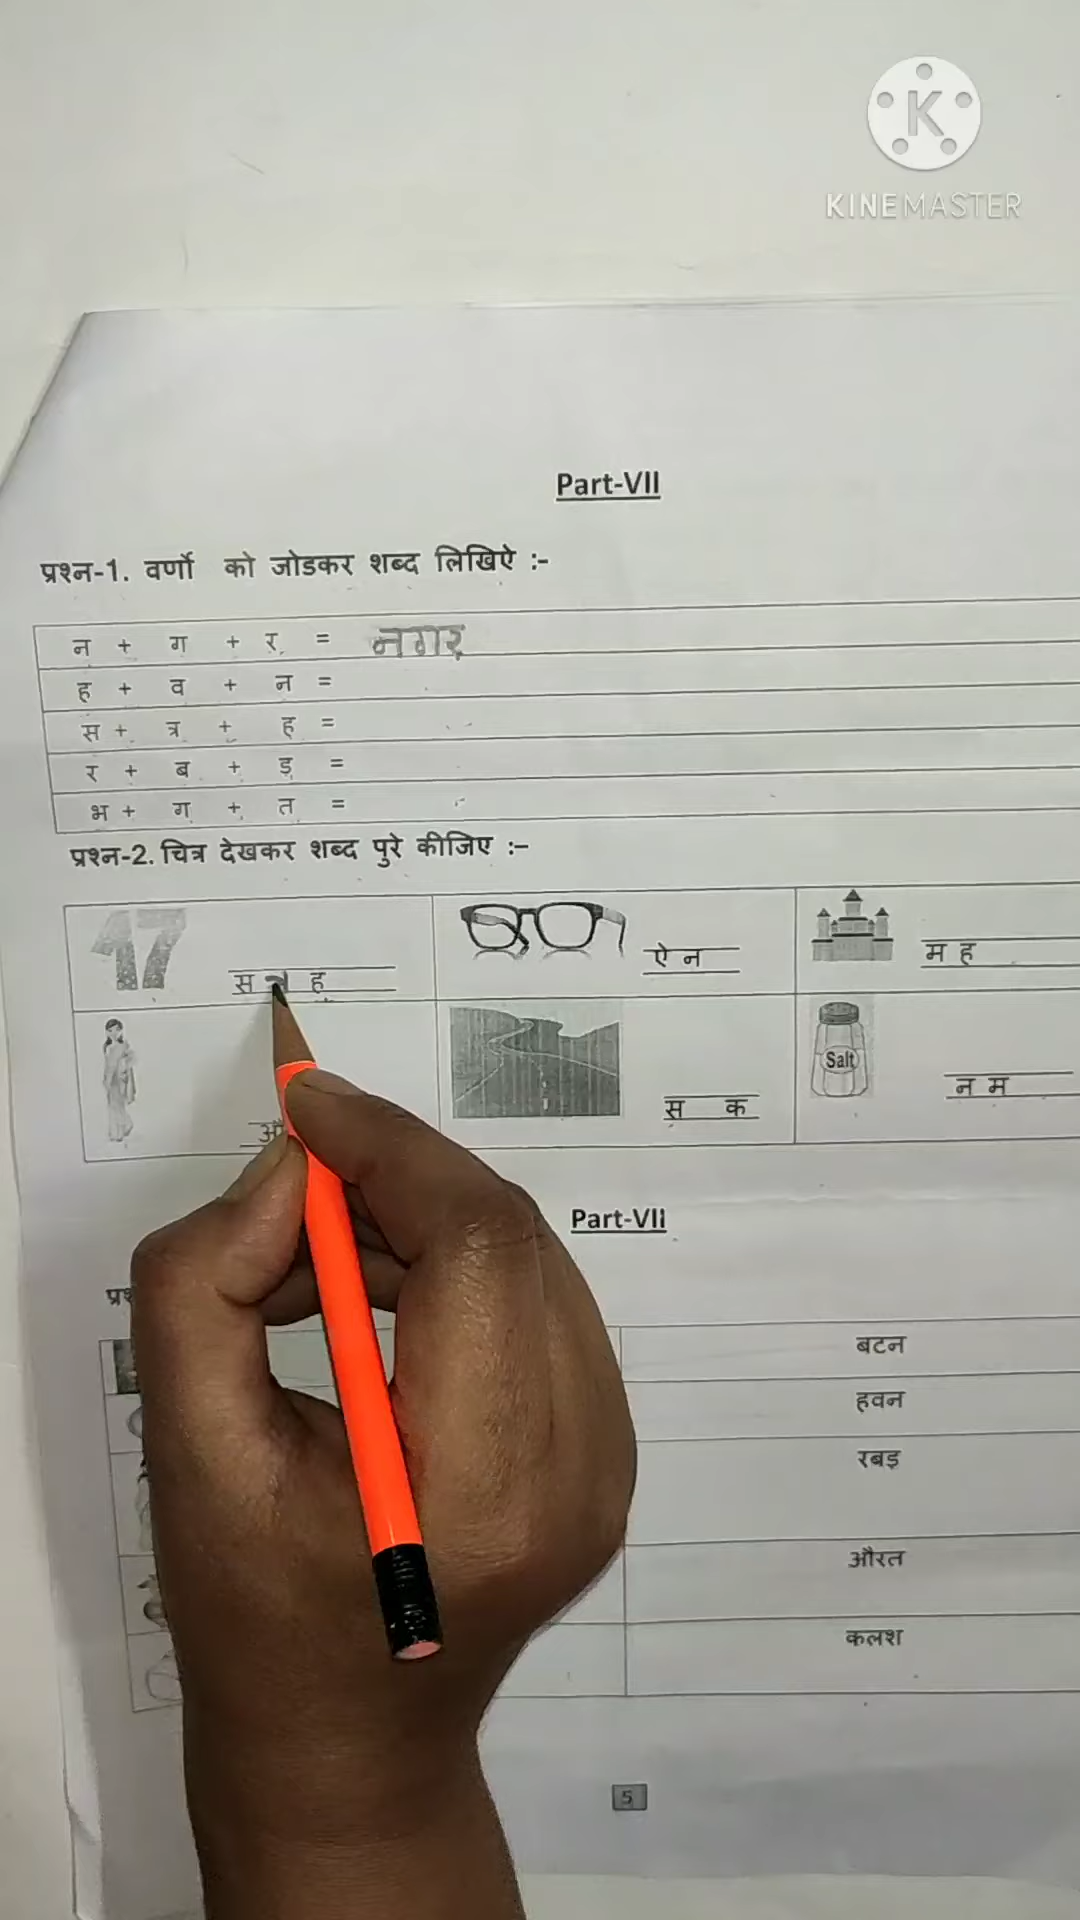 K
KINEMASTER
Part-VII
प्रश्न-1. वर्णो को जोडकर शब्द लिखिऐ :-
न + ग + र = नगर
ह + व + न =
स + त्र + ह =
र + ब + ड़ =
भ + ग + त =
प्रश्न-2. चित्र देखकर शब्द पुरे कीजिए :-
17 स ह ऐ न म ह
औ स क Salt न म
Part-VII
बटन
हवन
रबड़
औरत
कलश
5